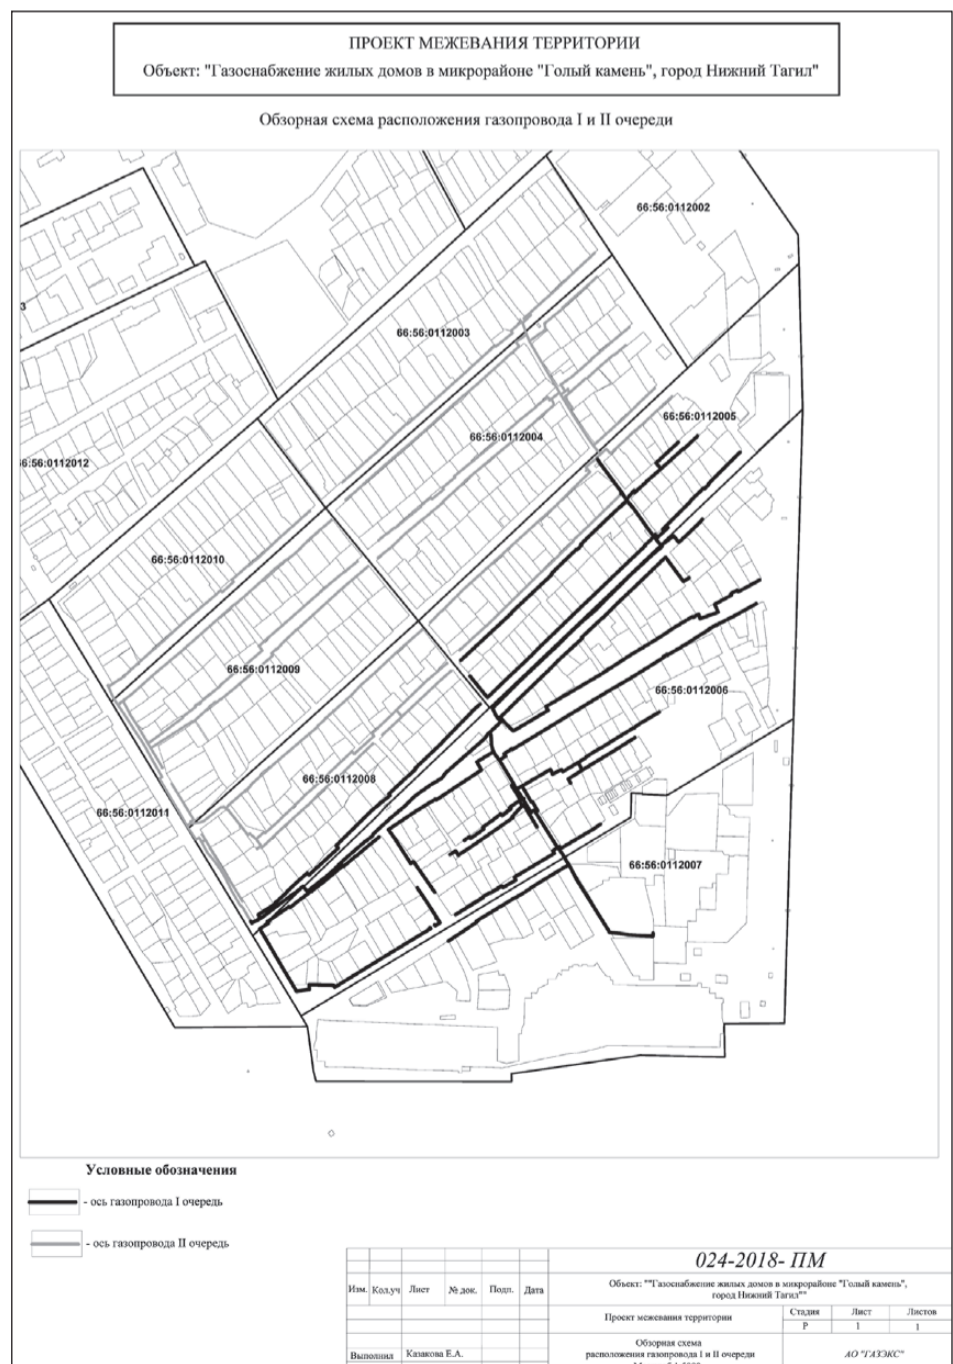 ПРОЕКТ МЕЖЕВАНИЯ ТЕРРИТОРИИ
Объект: "Газоснабжение жилых домов в микрорайоне "Голый камень", город Нижний Тагил"
Обзорная схема расположения газопровода I и II очереди
66:56:0112002
3
66:56:0112003
66:56:0112005
66:56:0112004
6:56:0112012
66:56:0112010
66:56:0112009
66:56:0112006
66:56:0112008
66:56:0112011
66:56:0112007
Условные обозначения
- ось газопровода I очередь
- ось газопровода II очередь
024-2018- ПМ
Объект: ""Газоснабжение жилых домов в микрорайоне "Голый камень",
город Нижний Тагил""
Изм. Кол.уч Лист № док. Подп. Дата
Проект межевания территории
Стадия Лист Листов
Р 1 1
Обзорная схема
расположения газопровода I и II очереди
Выполнил Казакова Е.А.
АО "ГАЗЭКС"